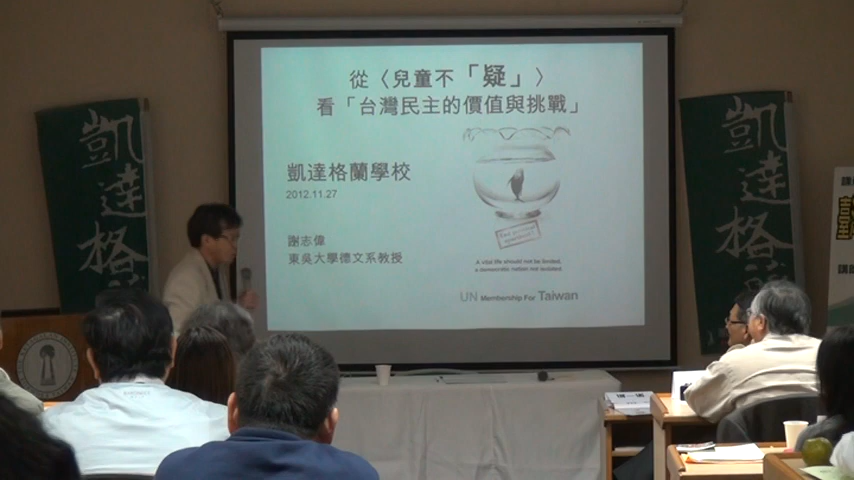 從〈兒童不「疑」〉
看「台灣民主的價值與挑戰」
凱達格蘭學校
2012.11.27
謝志偉
東吳大學德文系教授
A vital life should not be limited,
a democratic nation not isolated.
UN Membership For Taiwan
凱達格
凱達格